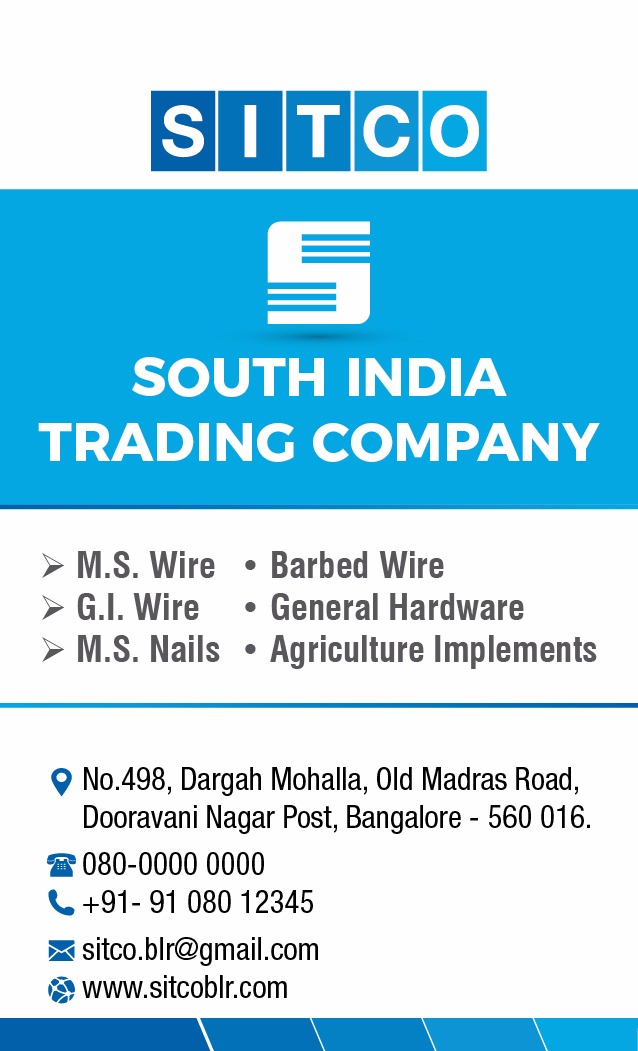 SITCO
SOUTH INDIA
TRADING COMPANY
➢ M.S. Wire • Barbed Wire
➢ G.I. Wire • General Hardware
➢ M.S. Nails • Agriculture Implements
No.498, Dargah Mohalla, Old Madras Road,
Dooravani Nagar Post, Bangalore - 560 016.
080-0000 0000
+91- 91 080 12345
sitco.blr@gmail.com
www.sitcoblr.com